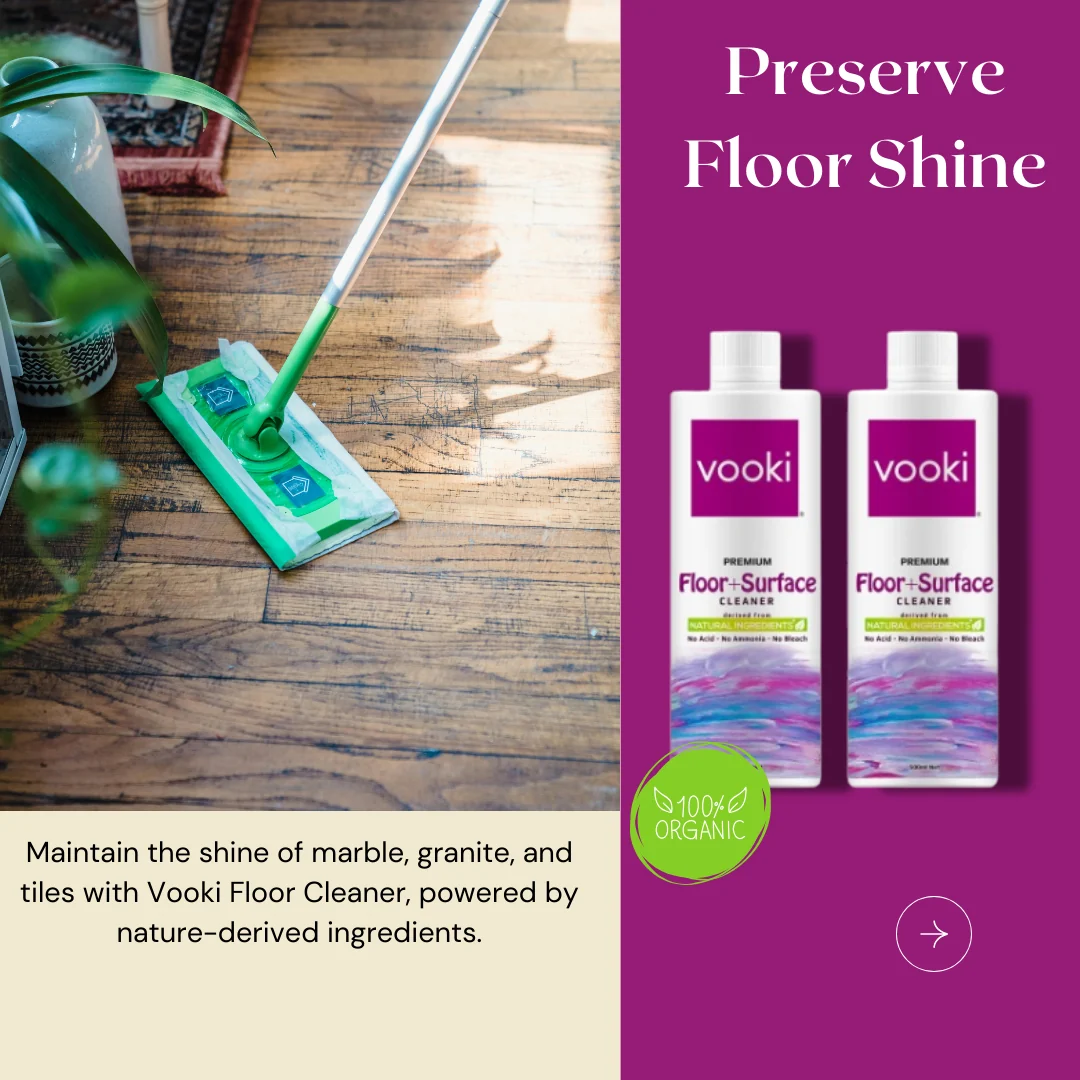 Preserve
Floor Shine
vooki
PREMIUM
Floor+Surface
CLEANER
derived from
NATURAL INGREDIENTS
No Acid - No Ammonia - No Bleach
vooki
PREMIUM
Floor+Surface
CLEANER
derived from
NATURAL INGREDIENTS
No Acid - No Ammonia - No Bleach
100%
ORGANIC
Maintain the shine of marble, granite, and
tiles with Vooki Floor Cleaner, powered by
nature-derived ingredients.